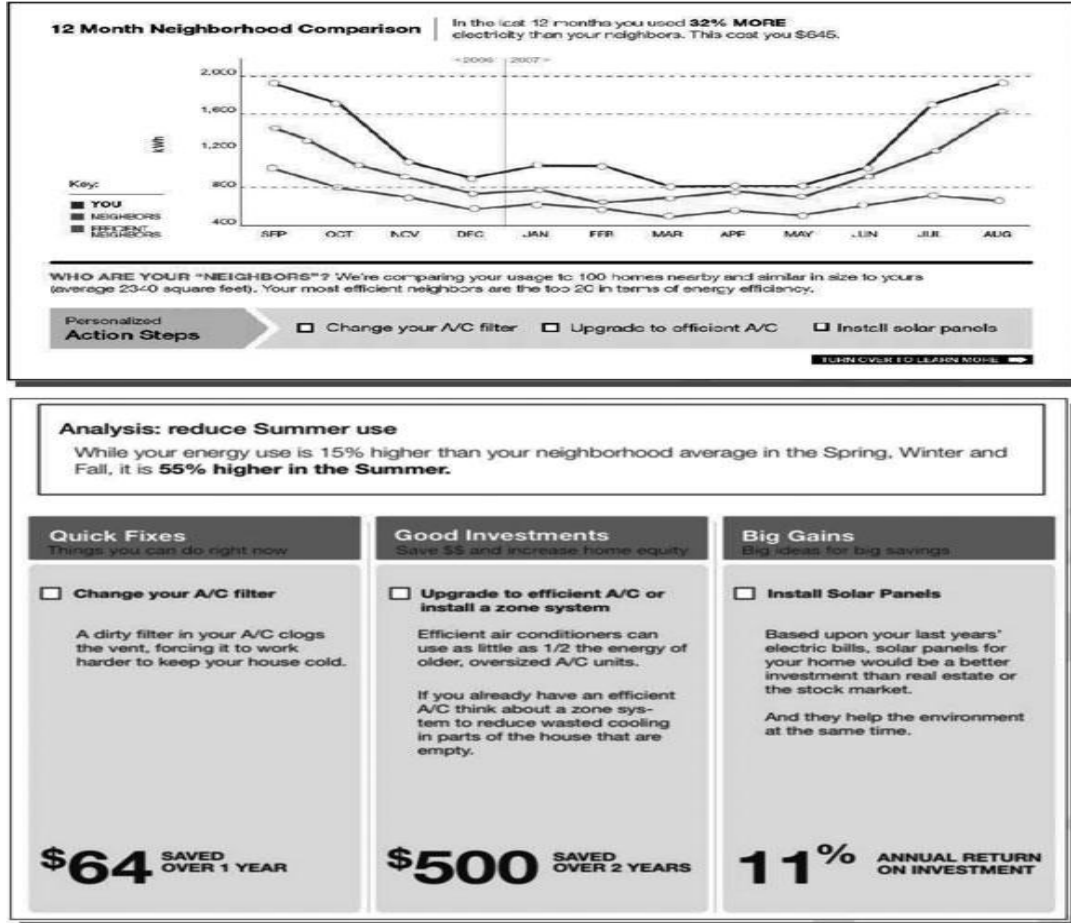 12 Month Neighborhood Comparison
In the last 12 months you used 32% MORE
electricity than your neighbors. This cost you $645.
<2006 2007>
2,000
1,600
1,200
800
400
kWh
Key:
YOU
NEIGHBORS
EFFICIENT
NEIGHBORS
SEP OCT NOV DEC JAN FEB MAR APR MAY JUN JUL AUG
WHO ARE YOUR "NEIGHBORS"? We're comparing your usage to 100 homes nearby and similar in size to yours
(average 2340 square feet). Your most efficient neighbors are the top 20 in terms of energy efficiency.
Personalized
Action Steps
Change your A/C filter
Upgrade to efficient A/C
Install solar panels
TURN OVER TO LEARN MORE
Analysis: reduce Summer use
While your energy use is 15% higher than your neighborhood average in the Spring, Winter and
Fall, it is 55% higher in the Summer.
Quick Fixes
Things you can do right now
Change your A/C filter
A dirty filter in your A/C clogs
the vent, forcing it to work
harder to keep your house cold.
$64 SAVED
OVER 1 YEAR
Good Investments
Save $$ and increase home equity
Upgrade to efficient A/C or
install a zone system
Efficient air conditioners can
use as little as 1/2 the energy of
older, oversized A/C units.
If you already have an efficient
A/C think about a zone sys-
tem to reduce wasted cooling
in parts of the house that are
empty.
$500 SAVED
OVER 2 YEARS
Big Gains
Big ideas for big savings
Install Solar Panels
Based upon your last years'
electric bills, solar panels for
your home would be a better
investment than real estate or
the stock market.
And they help the environment
at the same time.
11% ANNUAL RETURN
ON INVESTMENT